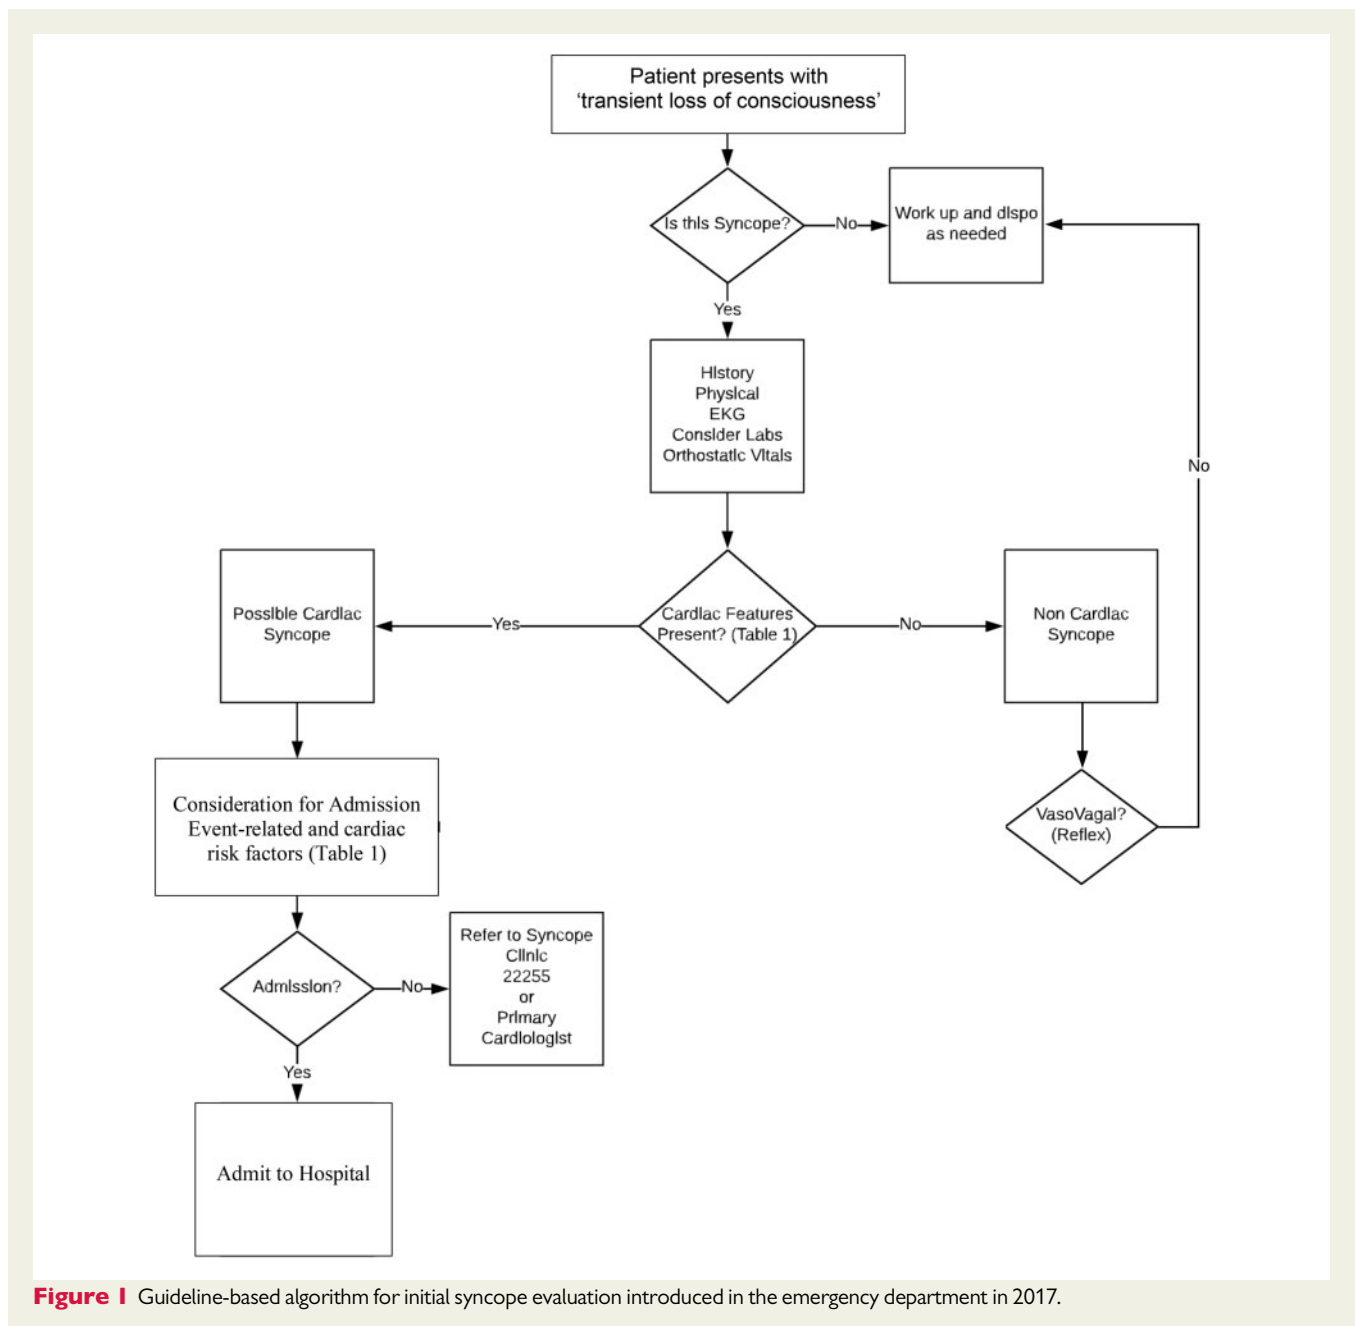 Patient presents with
‘transient loss of consciousness’
Is this Syncope?
No
Work up and dispo
as needed
Yes
History
Physical
EKG
Consider Labs
Orthostatic Vitals
No
Possible Cardiac
Syncope
Yes
Cardiac Features
Present? (Table 1)
No
Non Cardiac
Syncope
Consideration for Admission
Event-related and cardiac
risk factors (Table 1)
VasoVagal?
(Reflex)
Admission?
No
Refer to Syncope
Clinic
22255
or
Primary
Cardiologist
Yes
Admit to Hospital
Figure 1 Guideline-based algorithm for initial syncope evaluation introduced in the emergency department in 2017.